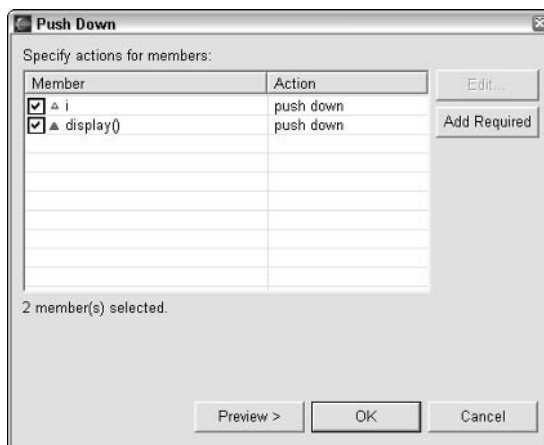 Push Down
Specify actions for members:
Member Action
i push down
display() push down
Edit...
Add Required
2 member(s) selected.
Preview > OK Cancel